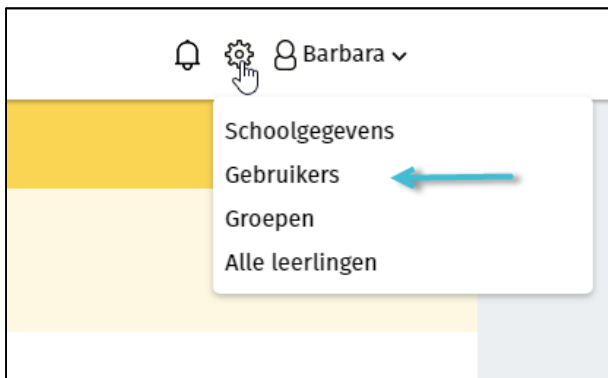 Barbara
Schoolgegevens
Gebruikers
Groepen
Alle leerlingen